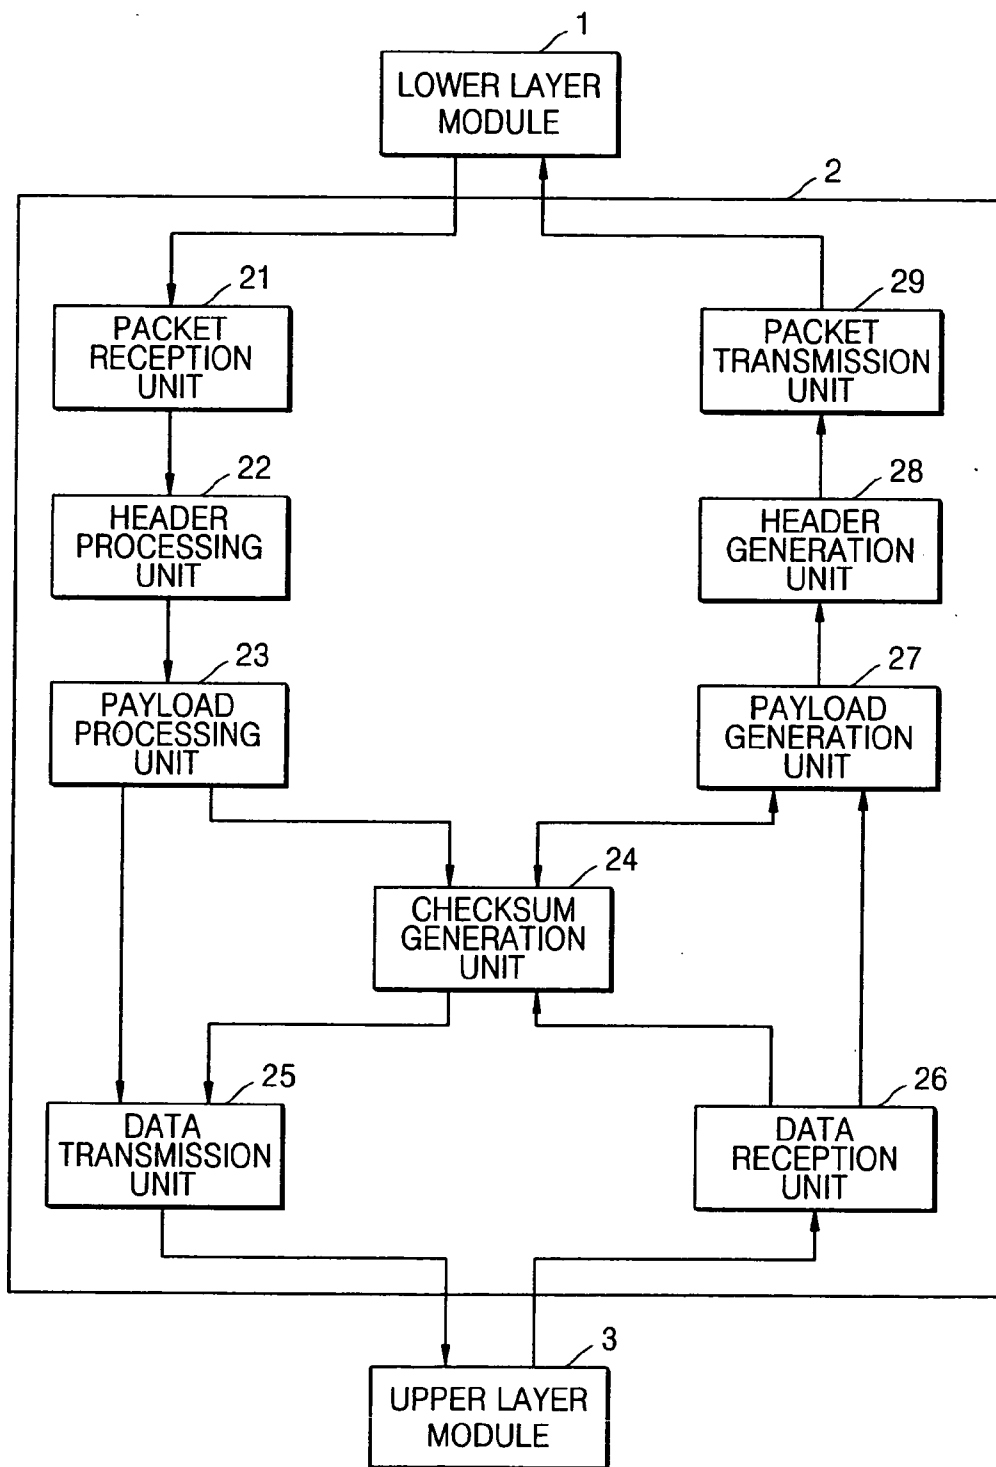 1
LOWER LAYER
MODULE
2
21
PACKET
RECEPTION
UNIT
29
PACKET
TRANSMISSION
UNIT
22
HEADER
PROCESSING
UNIT
28
HEADER
GENERATION
UNIT
23
PAYLOAD
PROCESSING
UNIT
27
PAYLOAD
GENERATION
UNIT
24
CHECKSUM
GENERATION
UNIT
25
DATA
TRANSMISSION
UNIT
26
DATA
RECEPTION
UNIT
3
UPPER LAYER
MODULE